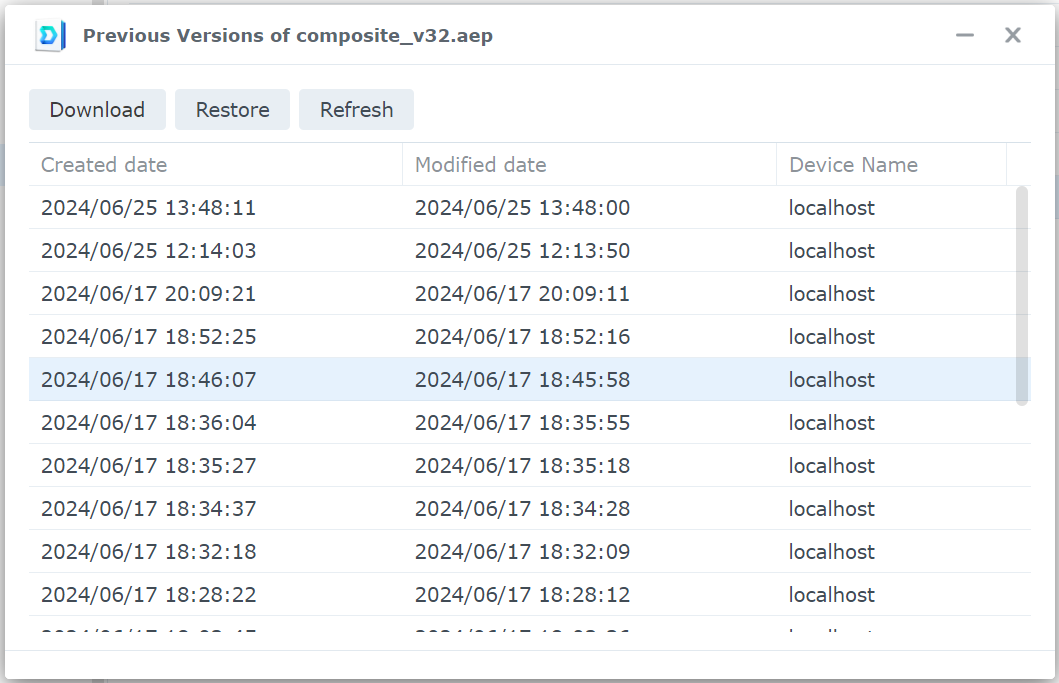 Previous Versions of composite_v32.aep
Download Restore Refresh
Created date Modified date Device Name
2024/06/25 13:48:11 2024/06/25 13:48:00 localhost
2024/06/25 12:14:03 2024/06/25 12:13:50 localhost
2024/06/17 20:09:21 2024/06/17 20:09:11 localhost
2024/06/17 18:52:25 2024/06/17 18:52:16 localhost
2024/06/17 18:46:07 2024/06/17 18:45:58 localhost
2024/06/17 18:36:04 2024/06/17 18:35:55 localhost
2024/06/17 18:35:27 2024/06/17 18:35:18 localhost
2024/06/17 18:34:37 2024/06/17 18:34:28 localhost
2024/06/17 18:32:18 2024/06/17 18:32:09 localhost
2024/06/17 18:28:22 2024/06/17 18:28:12 localhost